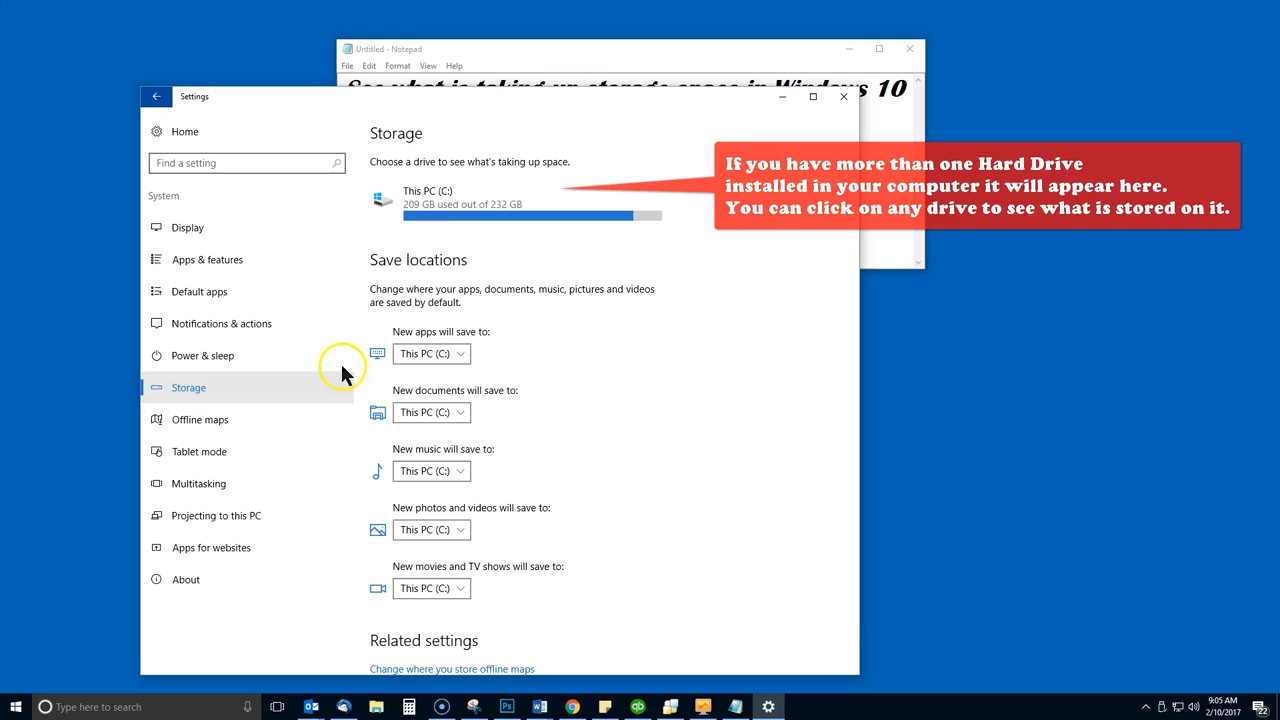 Untitled - Notepad
File Edit Format View Help
See what is taking up storage space in Windows 10
Settings
Home
Find a setting
System
Display
Apps & features
Default apps
Notifications & actions
Power & sleep
Storage
Offline maps
Tablet mode
Multitasking
Projecting to this PC
Apps for websites
About
Storage
Choose a drive to see what's taking up space.
This PC (C:)
209 GB used out of 232 GB
If you have more than one Hard Drive
installed in your computer it will appear here.
You can click on any drive to see what is stored on it.
Save locations
Change where your apps, documents, music, pictures and videos
are saved by default.
New apps will save to:
This PC (C:)
New documents will save to:
This PC (C:)
New music will save to:
This PC (C:)
New photos and videos will save to:
This PC (C:)
New movies and TV shows will save to:
This PC (C:)
Related settings
Change where you store offline maps
Type here to search
9:05 AM
2/10/2017
22